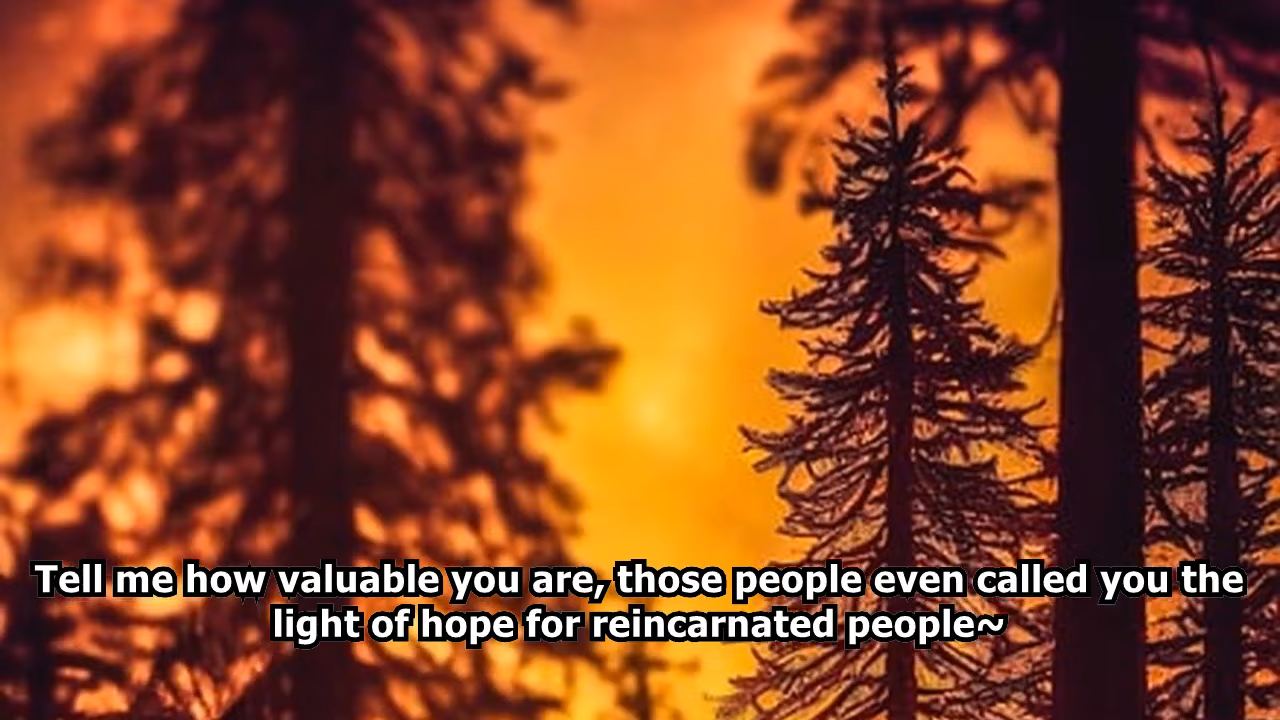 Tell me how valuable you are, those people even called you the
light of hope for reincarnated people~